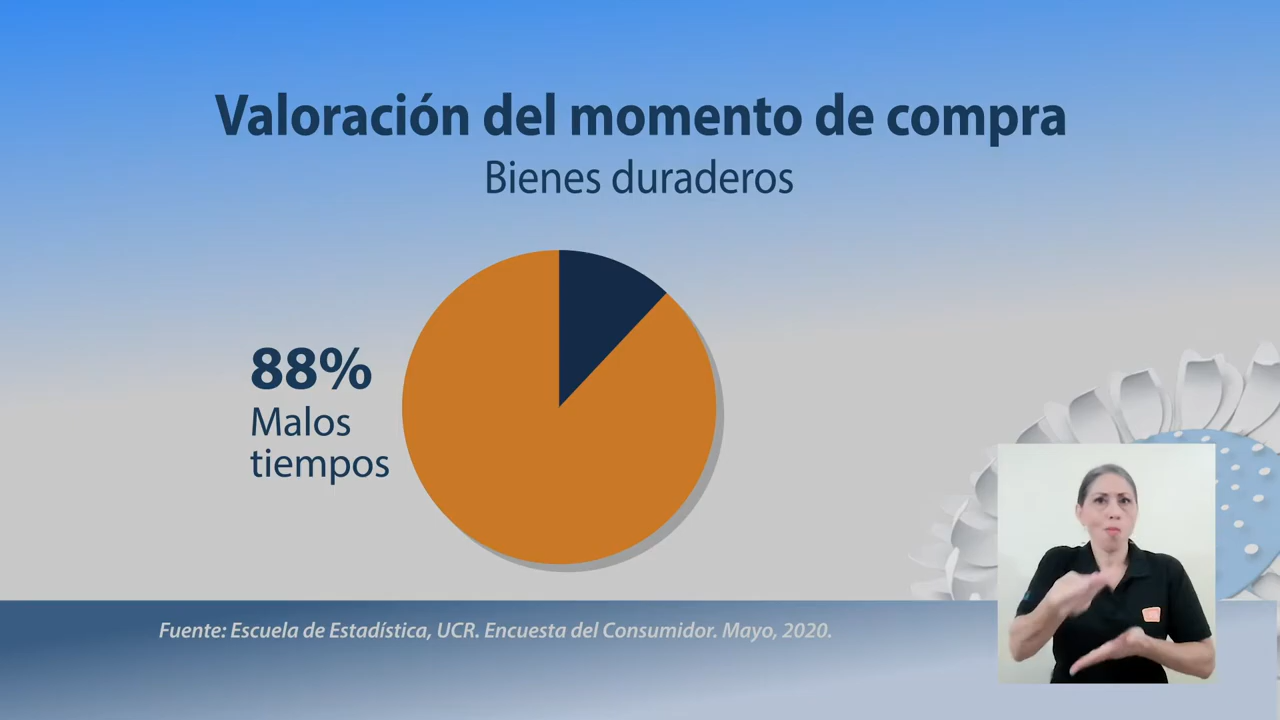 Valoración del momento de compra
Bienes duraderos
88%
Malos
tiempos
Fuente: Escuela de Estadística, UCR. Encuesta del Consumidor. Mayo, 2020.